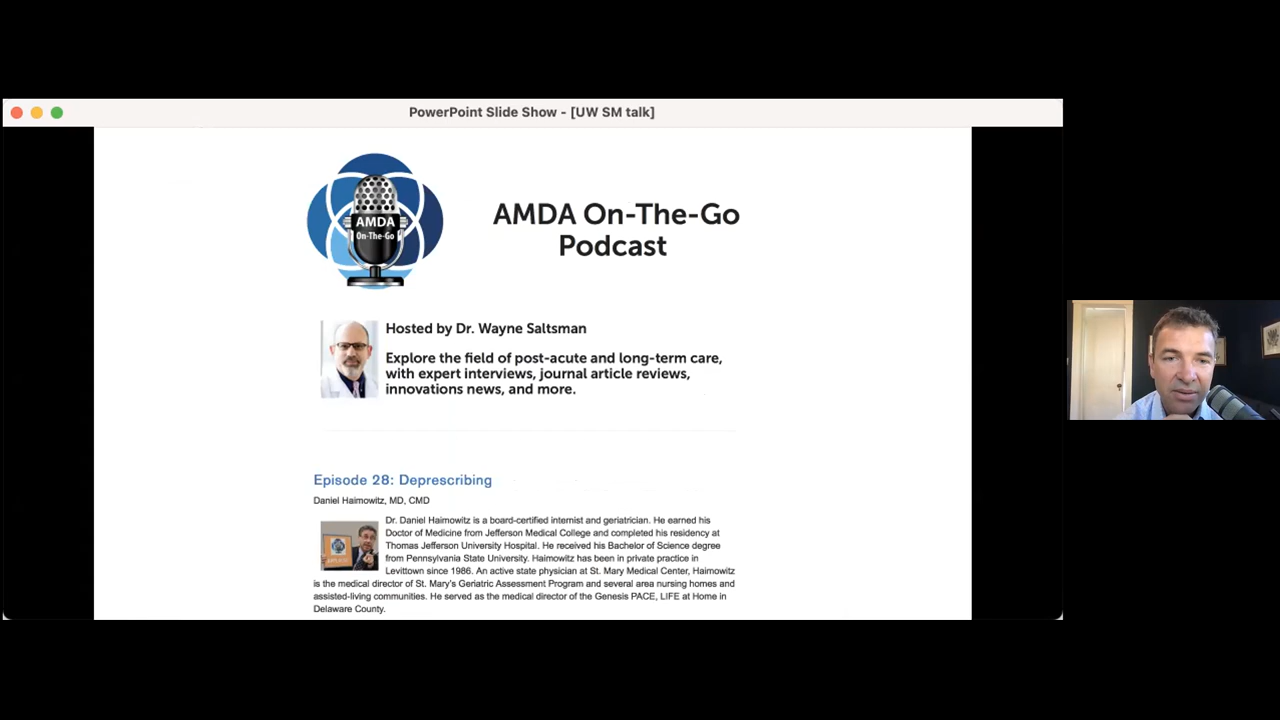 PowerPoint Slide Show - [UW SM talk]
AMDA
On-The-Go
AMDA On-The-Go
Podcast
Hosted by Dr. Wayne Saltsman
Explore the field of post-acute and long-term care,
with expert interviews, journal article reviews,
innovations news, and more.
Episode 28: Deprescribing
Daniel Haimowitz, MD, CMD
Dr. Daniel Haimowitz is a board-certified internist and geriatrician. He earned his
Doctor of Medicine from Jefferson Medical College and completed his residency at
Thomas Jefferson University Hospital. He received his Bachelor of Science degree
from Pennsylvania State University. Haimowitz has been in private practice in
Levittown since 1986. An active state physician at St. Mary Medical Center, Haimowitz
is the medical director of St. Mary's Geriatric Assessment Program and several area nursing homes and
assisted-living communities. He served as the medical director of the Genesis PACE, LIFE at Home in
Delaware County.